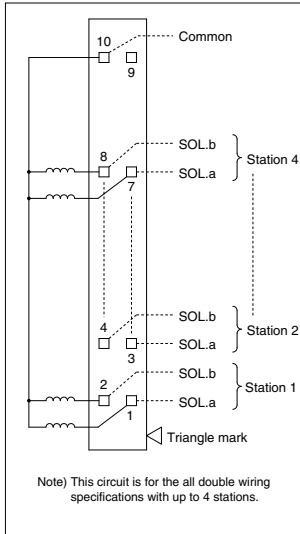 10
Common
9
SOL.b
8
Station 4
SOL.a
7
SOL.b
4
Station 2
SOL.a
3
SOL.b
2
Station 1
SOL.a
1
Triangle mark
Note) This circuit is for the all double wiring
specifications with up to 4 stations.